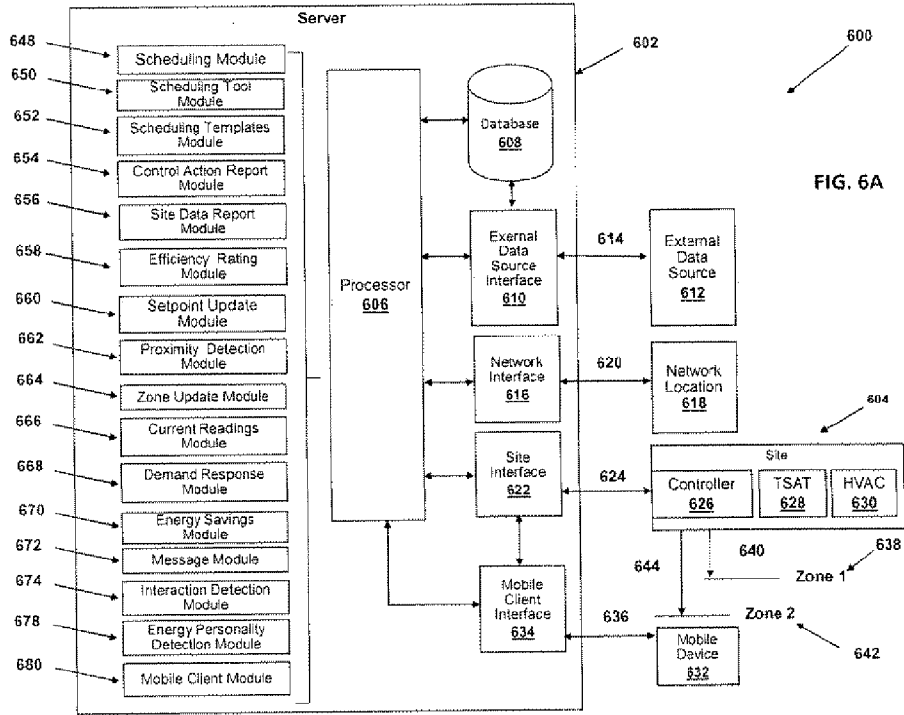 Server
648
Scheduling Module
650
Scheduling Tool
Module
652
Scheduling Templates
Module
654
Control Action Report
Module
656
Site Data Report
Module
658
Efficiency Rating
Module
660
Setpoint Update
Module
662
Proximity Detection
Module
664
Zone Update Module
666
Current Readings
Module
668
Demand Response
Module
670
Energy Savings
Module
672
Message Module
674
Interaction Detection
Module
678
Energy Personality
Detection Module
680
Mobile Client Module
Processor
606
Database
608
Exernal
Data
Source
Interface
610
Network
Interface
616
Site
Interface
622
Mobile
Client
Interface
634
602
600
FIG. 6A
614
External
Data
Source
612
620
Network
Location
618
604
624
Site
Controller
626
TSAT
628
HVAC
630
644
640
638
Zone 1
Zone 2
636
Mobile
Device
632
642